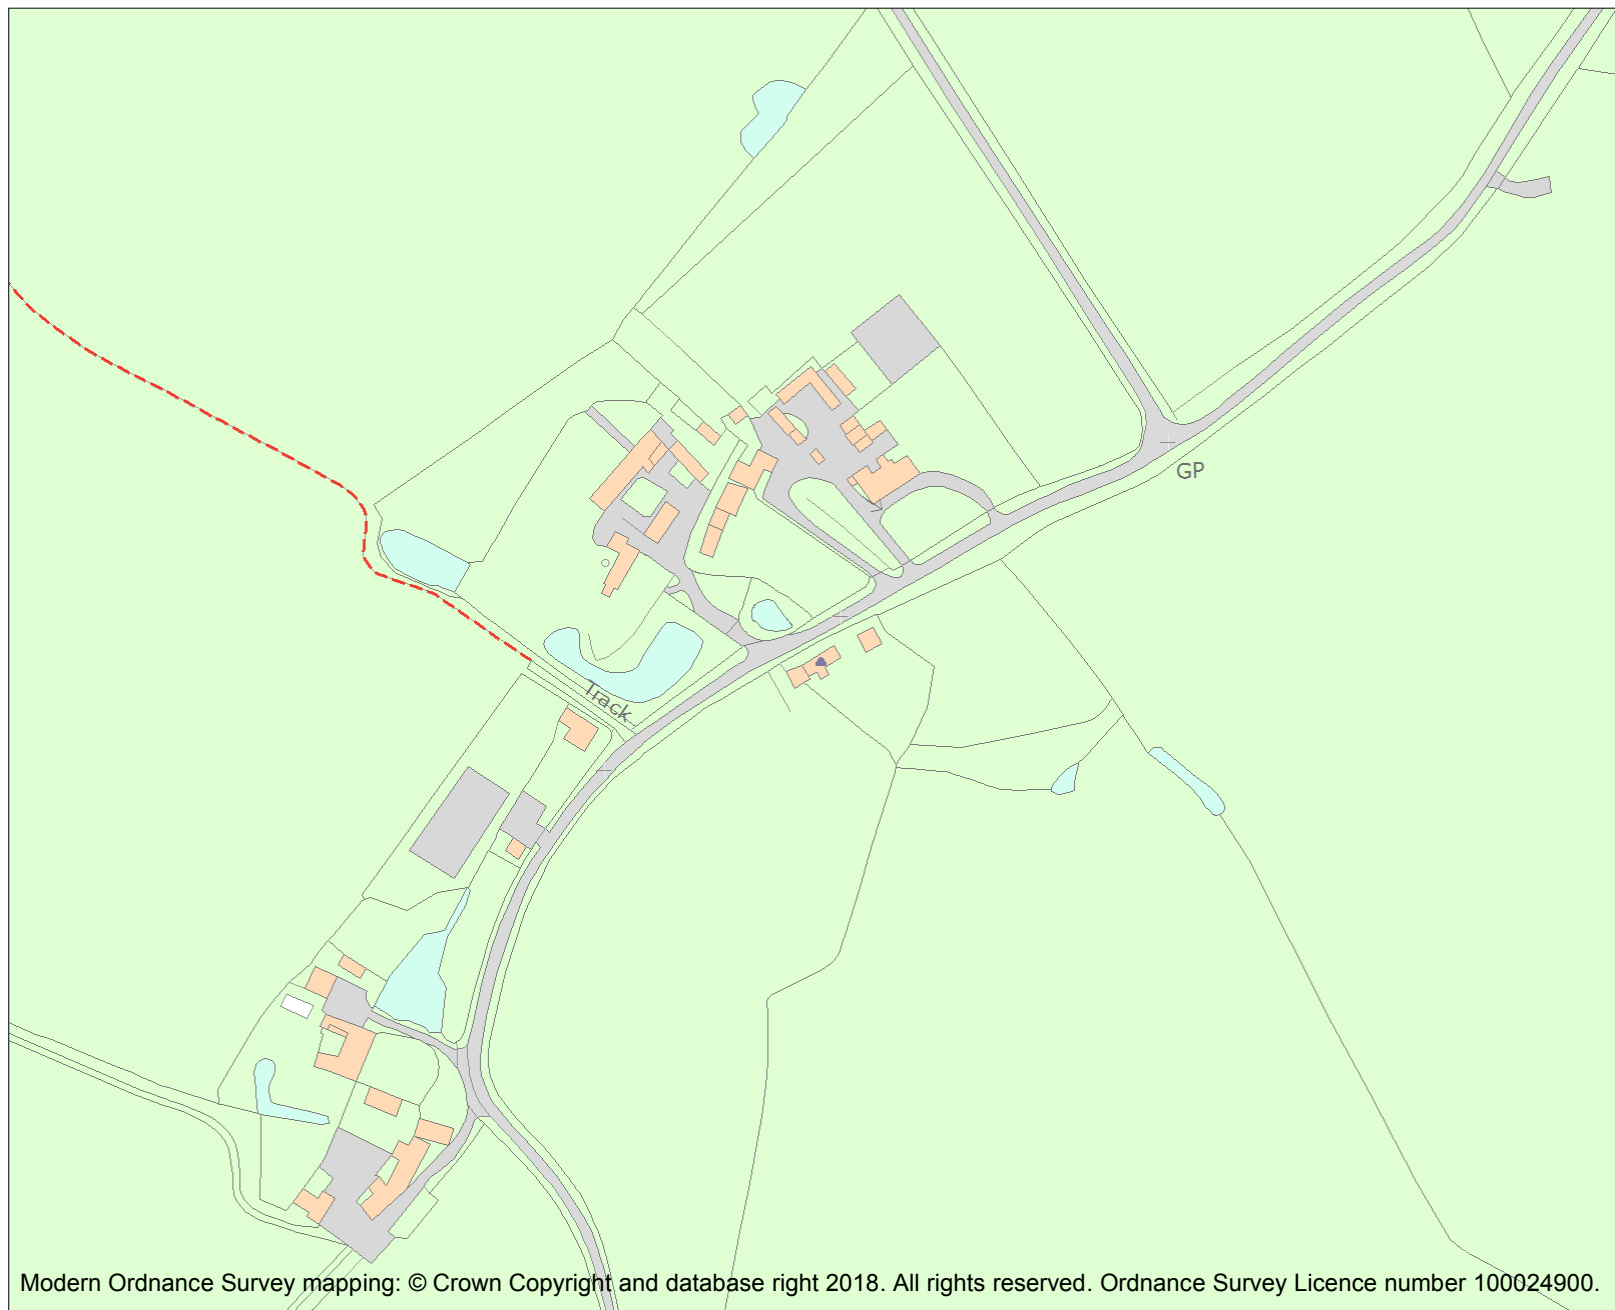 GP
Track
Modern Ordnance Survey mapping: © Crown Copyright and database right 2018. All rights reserved. Ordnance Survey Licence number 100024900.